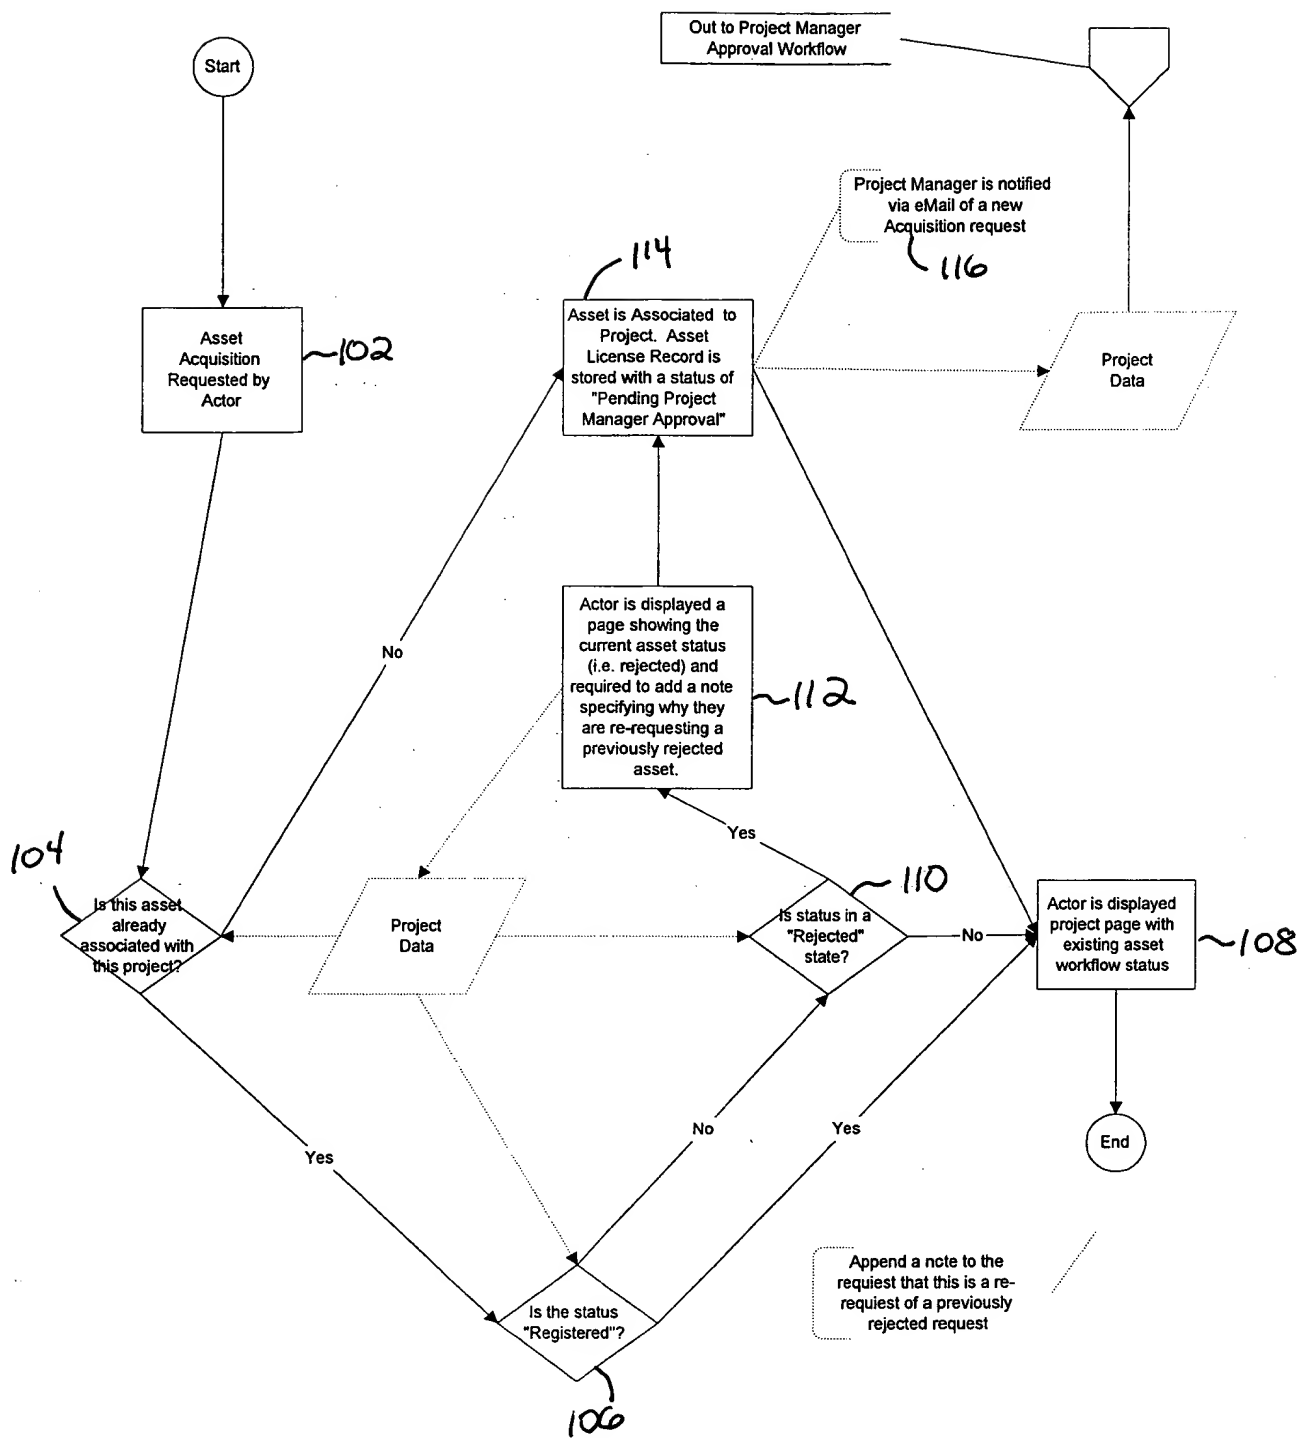 Out to Project Manager
Approval Workflow
Start
Project Manager is notified
via eMail of a new
Acquisition request
116
114
Asset is Associated to
Project. Asset
License Record is
stored with a status of
"Pending Project
Manager Approval"
Asset
Acquisition
Requested by
Actor
102
Project
Data
No
Actor is displayed a
page showing the
current asset status
(i.e. rejected) and
required to add a note
specifying why they
are re-requesting a
previously rejected
asset.
112
Yes
104
Is this asset
already
associated with
this project?
Project
Data
110
Is status in a
"Rejected"
state?
No
Actor is displayed
project page with
existing asset
workflow status
108
No
Yes
Yes
End
Append a note to the
requiest that this is a re-
requiest of a previously
rejected request
Is the status
"Registered"?
106